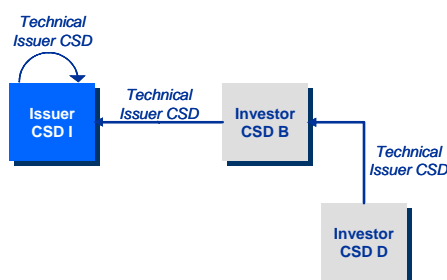 Technical
Issuer CSD
Issuer
CSD I
Technical
Issuer CSD
Investor
CSD B
Technical
Issuer CSD
Investor
CSD D